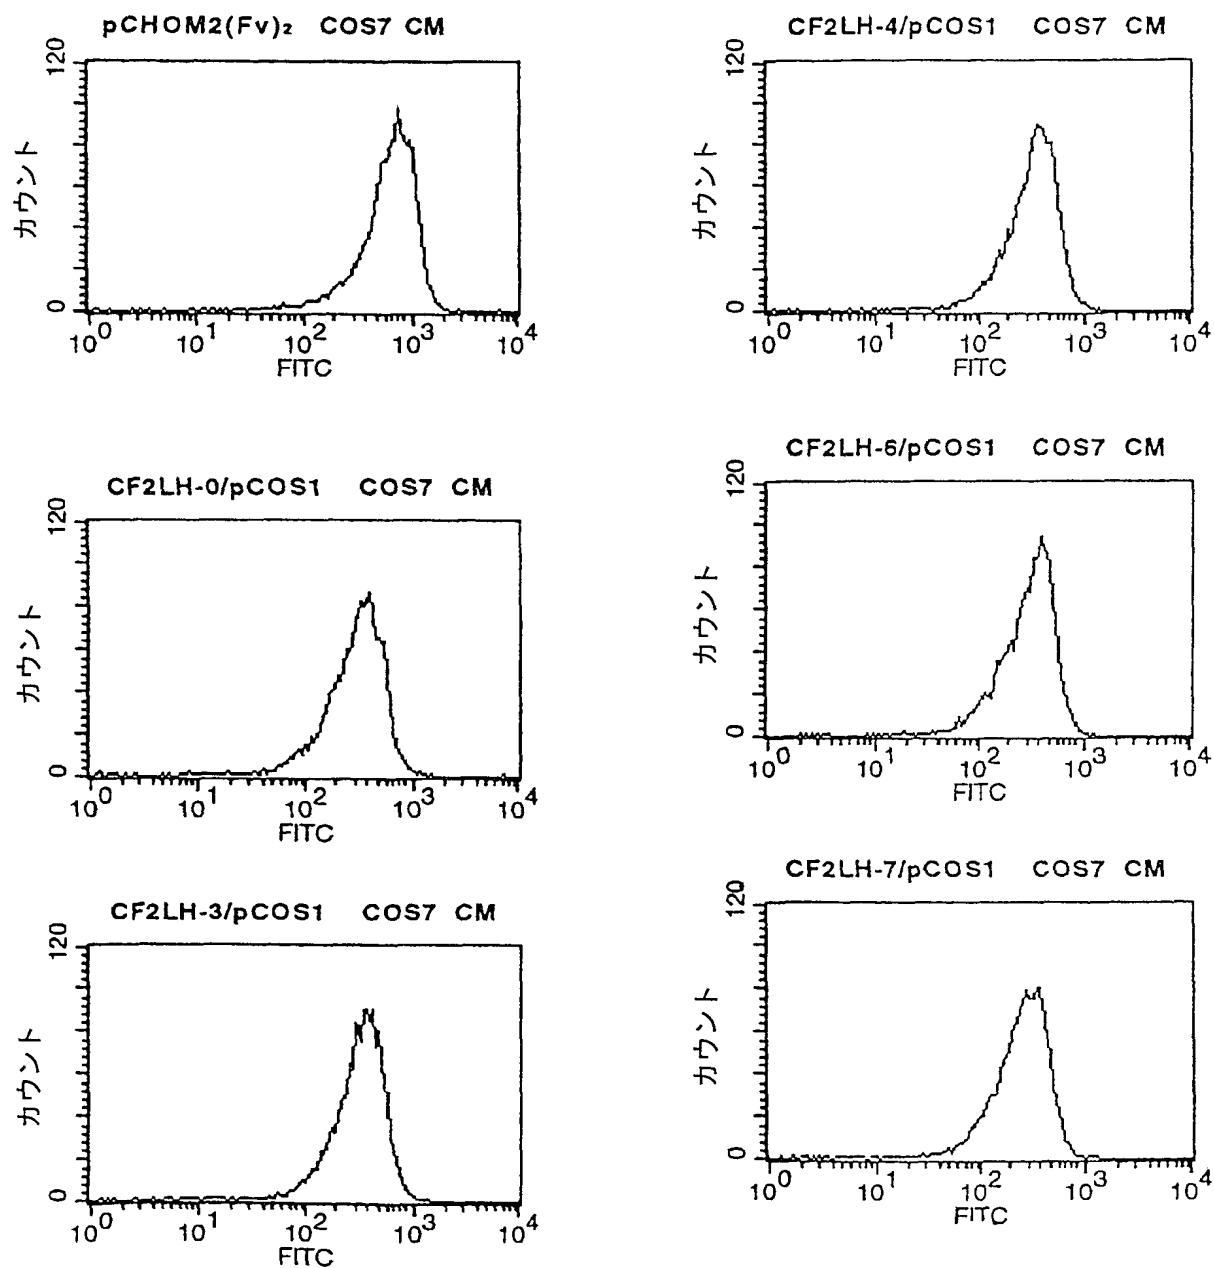 pCHOM2(Fv)₂ COS7 CM
120
カウント
0
10⁰ 10¹ 10² 10³ 10⁴
FITC
CF2LH-0/pCOS1 COS7 CM
120
カウント
0
10⁰ 10¹ 10² 10³ 10⁴
FITC
CF2LH-3/pCOS1 COS7 CM
120
カウント
0
10⁰ 10¹ 10² 10³ 10⁴
FITC
CF2LH-4/pCOS1 COS7 CM
120
カウント
0
10⁰ 10¹ 10² 10³ 10⁴
FITC
CF2LH-6/pCOS1 COS7 CM
120
カウント
0
10⁰ 10¹ 10² 10³ 10⁴
FITC
CF2LH-7/pCOS1 COS7 CM
120
カウント
0
10⁰ 10¹ 10² 10³ 10⁴
FITC